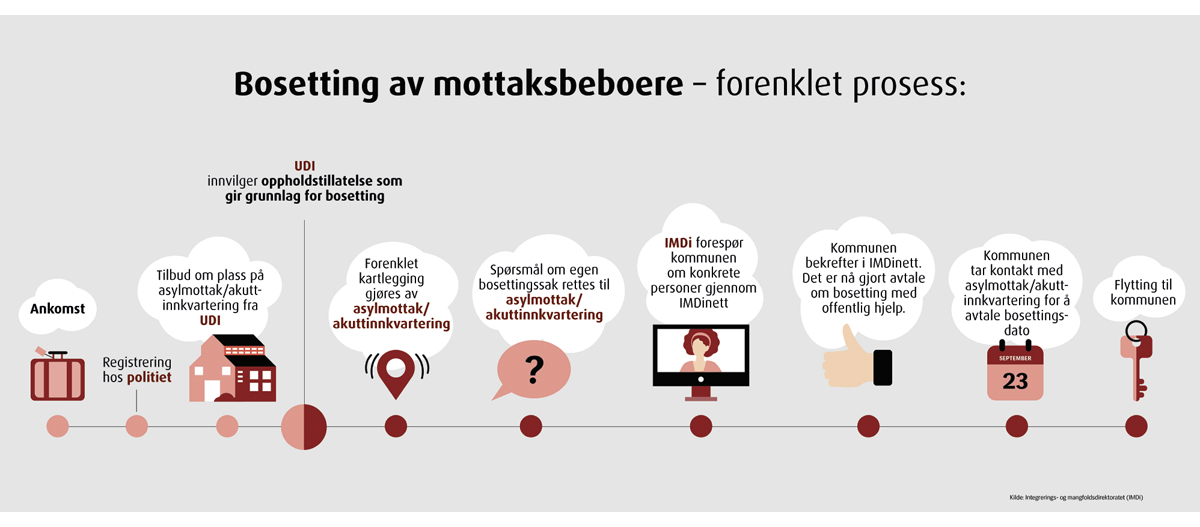 Bosetting av mottaksbeboere – forenklet prosess:
UDI
innvilger oppholdstillatelse som
gir grunnlag for bosetting
Ankomst
Registrering
hos politiet
Tilbud om plass på
asylmottak/akutt-
innkvartering fra
UDI
Forenklet
kartlegging
gjøres av
asylmottak/
akuttinnkvartering
Spørsmål om egen
bosettingssak rettes til
asylmottak/
akuttinnkvartering
?
IMDi forespør
kommunen
om konkrete
personer gjennom
IMDinett
Kommunen
bekrefter i IMDinett.
Det er nå gjort avtale
om bosetting med
offentlig hjelp.
Kommunen
tar kontakt med
asylmottak/akutt-
innkvartering for å
avtale bosettings-
dato
SEPTEMBER
23
Flytting til
kommunen
Kilde: Integrerings- og mangfoldsdirektoratet (IMDi)